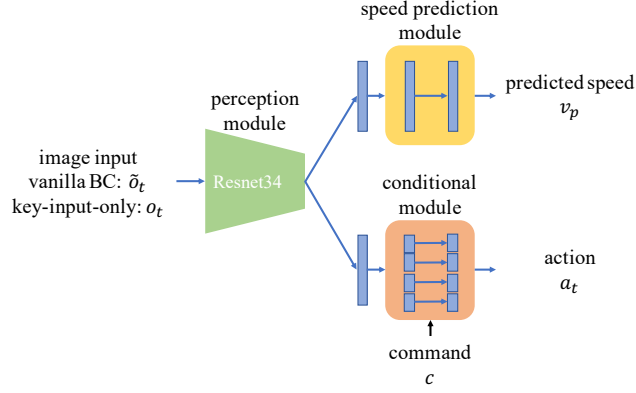 speed prediction
module
predicted speed
v_p
perception
module
image input
vanilla BC: õ_t
key-input-only: o_t
Resnet34
conditional
module
action
a_t
command
c